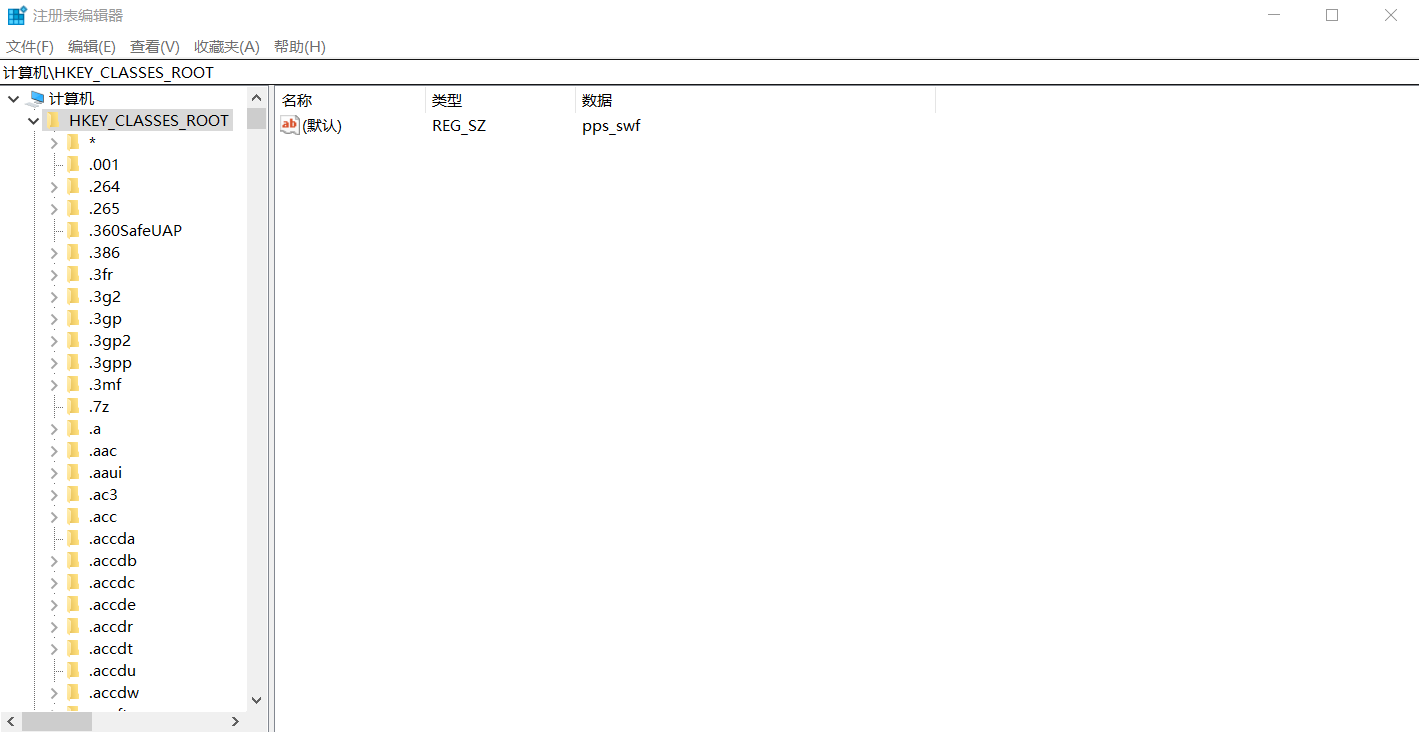 注册表编辑器
文件(F) 编辑(E) 查看(V) 收藏夹(A) 帮助(H)
计算机\HKEY_CLASSES_ROOT
计算机
HKEY_CLASSES_ROOT
*
.001
.264
.265
.360SafeUAP
.386
.3fr
.3g2
.3gp
.3gp2
.3gpp
.3mf
.7z
.a
.aac
.aaui
.ac3
.acc
.accda
.accdb
.accdc
.accde
.accdr
.accdt
.accdu
.accdw
名称 类型 数据
ab (默认) REG_SZ pps_swf